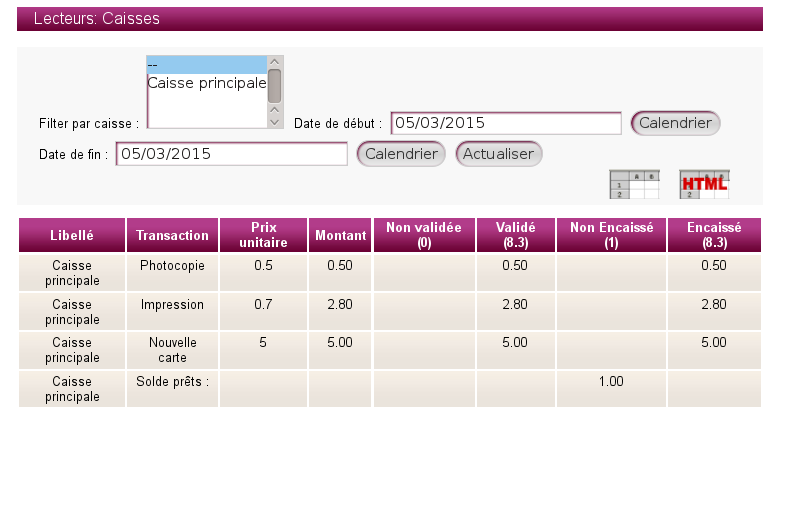 Lecteurs: Caisses
--
Caisse principale
Filter par caisse : Date de début : 05/03/2015 Calendrier
Date de fin : 05/03/2015 Calendrier Actualiser
HTML
Libellé Transaction Prix unitaire Montant Non validée (0) Validé (8.3) Non Encaissé (1) Encaissé (8.3)
Caisse principale Photocopie 0.5 0.50 0.50 0.50
Caisse principale Impression 0.7 2.80 2.80 2.80
Caisse principale Nouvelle carte 5 5.00 5.00 5.00
Caisse principale Solde prêts : 1.00